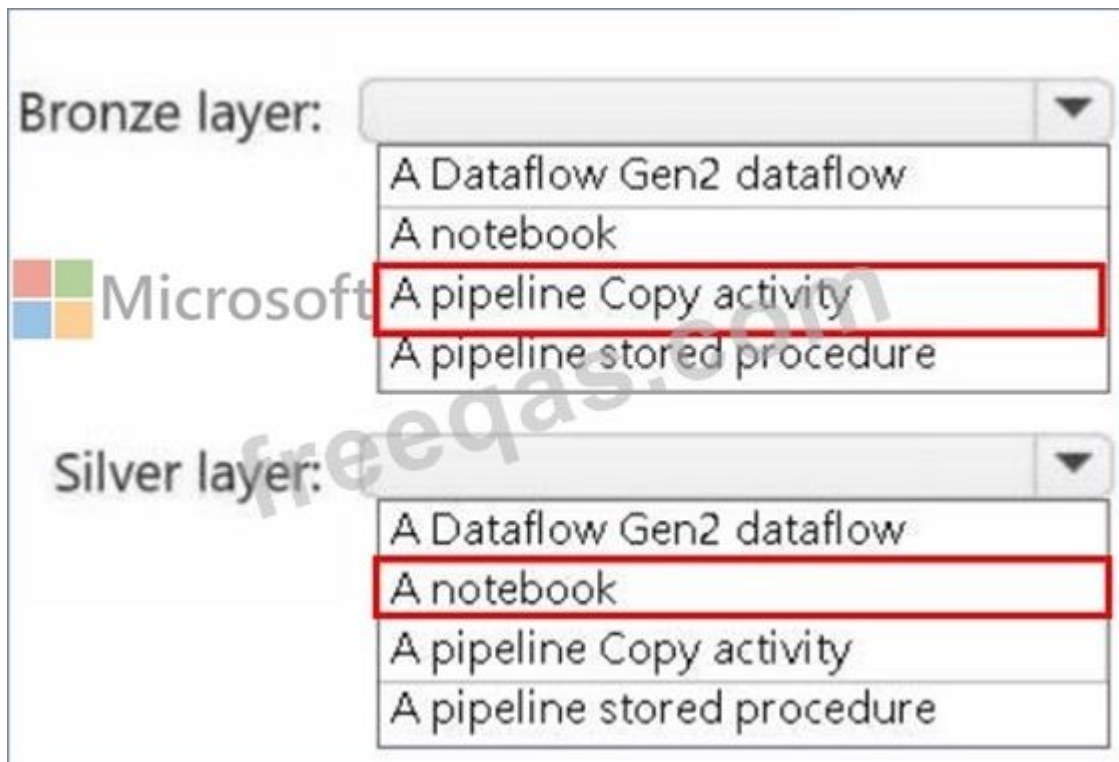 Bronze layer:
A Dataflow Gen2 dataflow
A notebook
A pipeline Copy activity
A pipeline stored procedure
Microsoft
freeqas.com
Silver layer:
A Dataflow Gen2 dataflow
A notebook
A pipeline Copy activity
A pipeline stored procedure